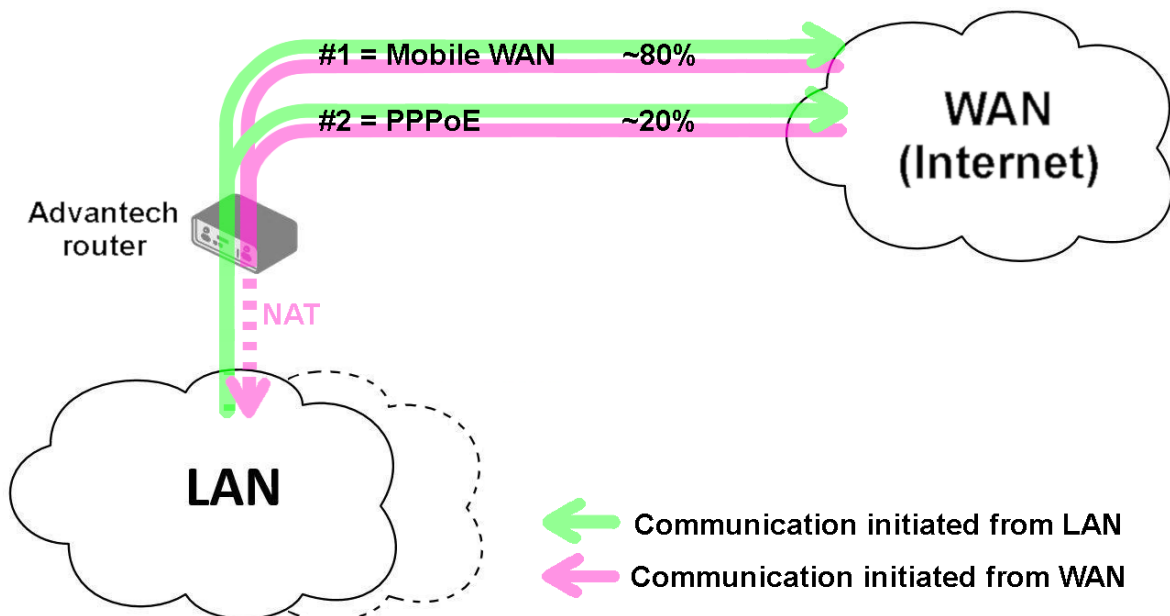 #1 = Mobile WAN ~80%
#2 = PPPoE ~20%
WAN
(Internet)
Advantech
router
NAT
LAN
Communication initiated from LAN
Communication initiated from WAN